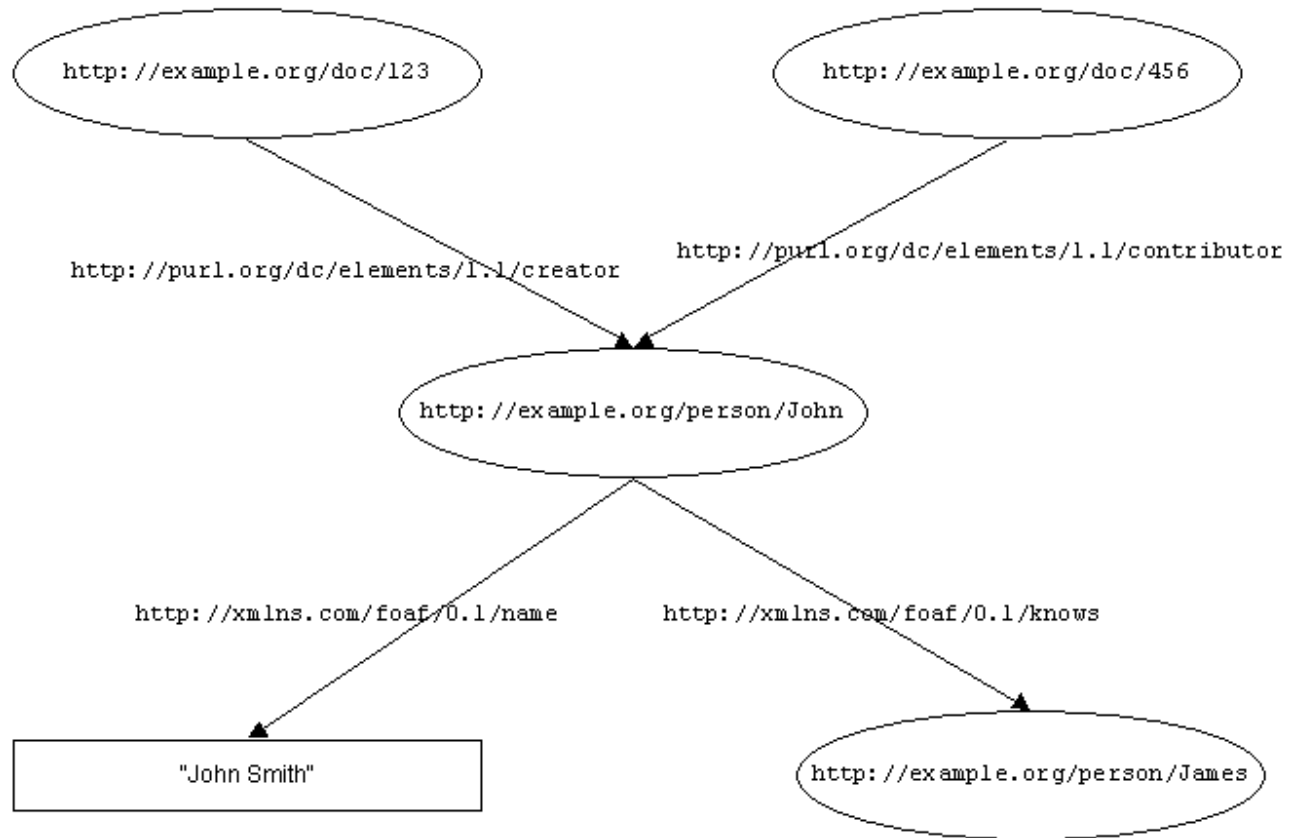 http://example.org/doc/123
http://example.org/doc/456
http://purl.org/dc/elements/1.1/creator
http://purl.org/dc/elements/1.1/contributor
http://example.org/person/John
http://xmlns.com/foaf/0.1/name
http://xmlns.com/foaf/0.1/knows
"John Smith"
http://example.org/person/James